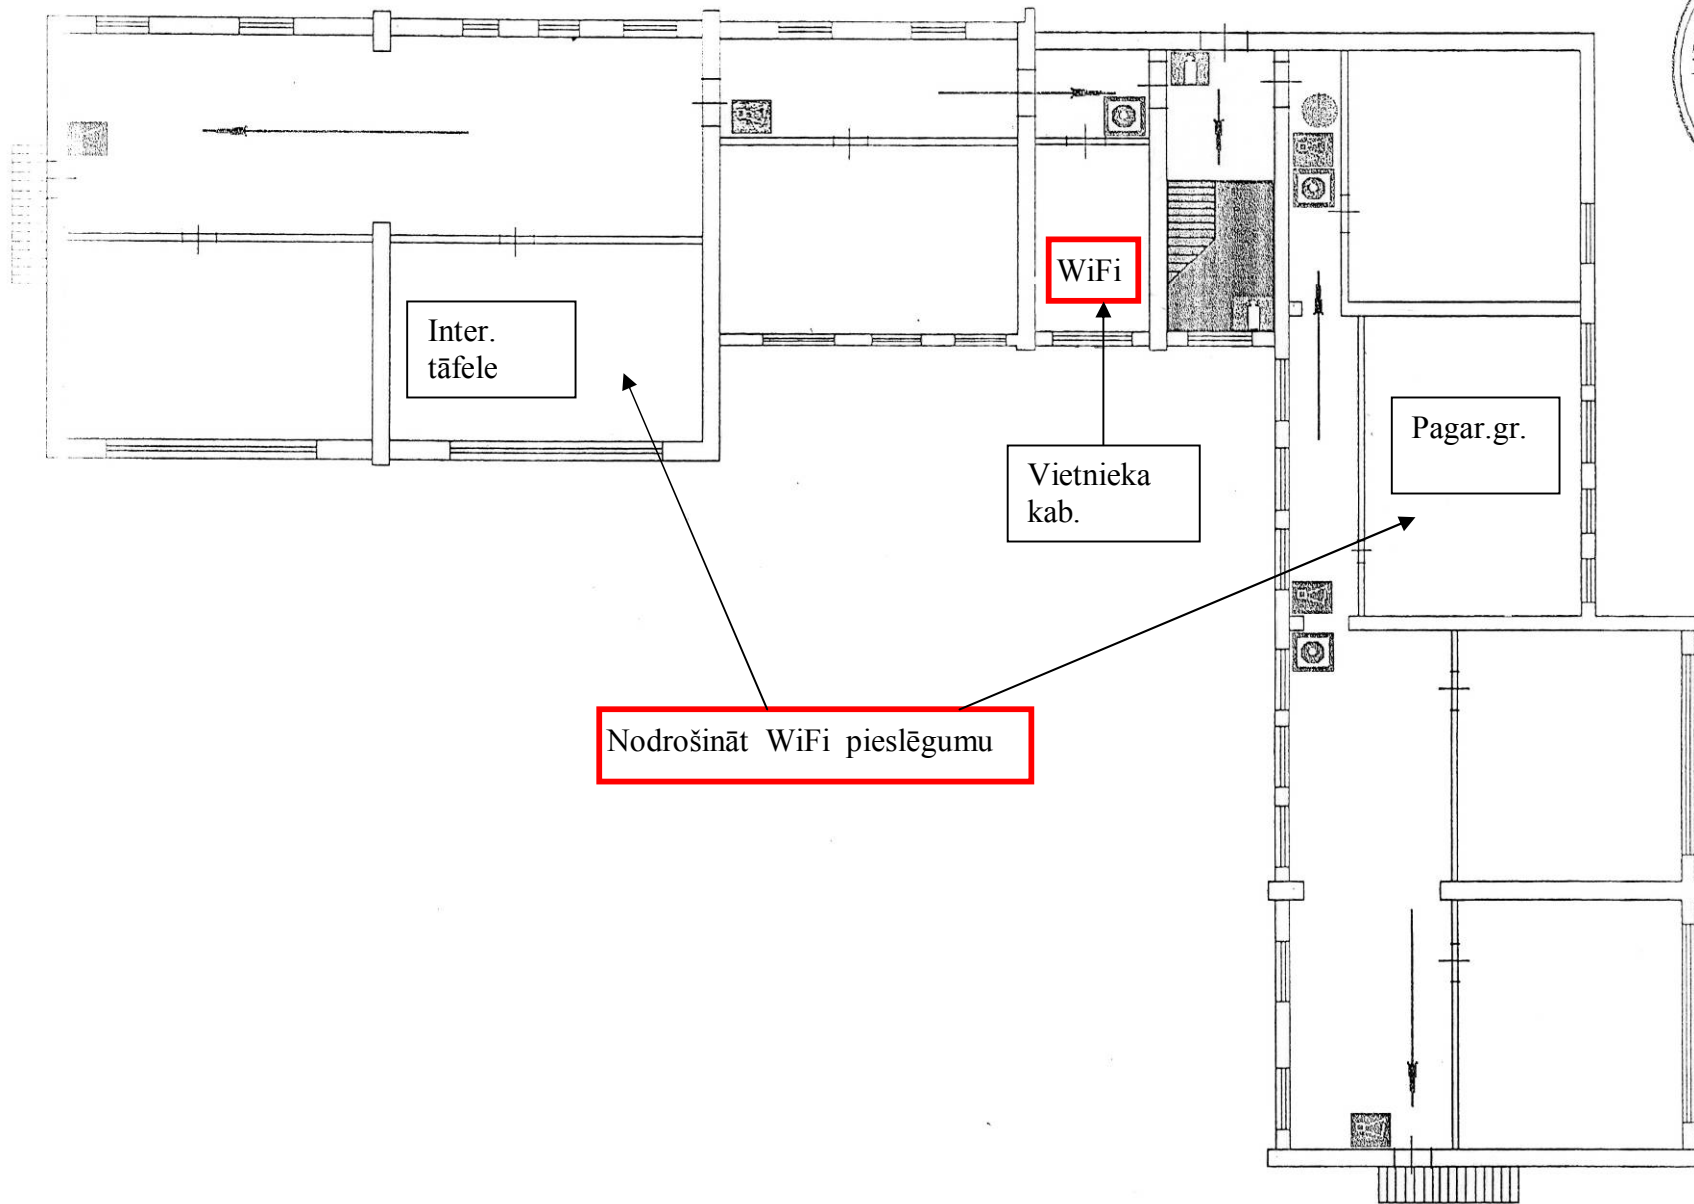 WiFi
Inter.
tāfele
Pagar.gr.
Vietnieka
kab.
Nodrošināt WiFi pieslēgumu